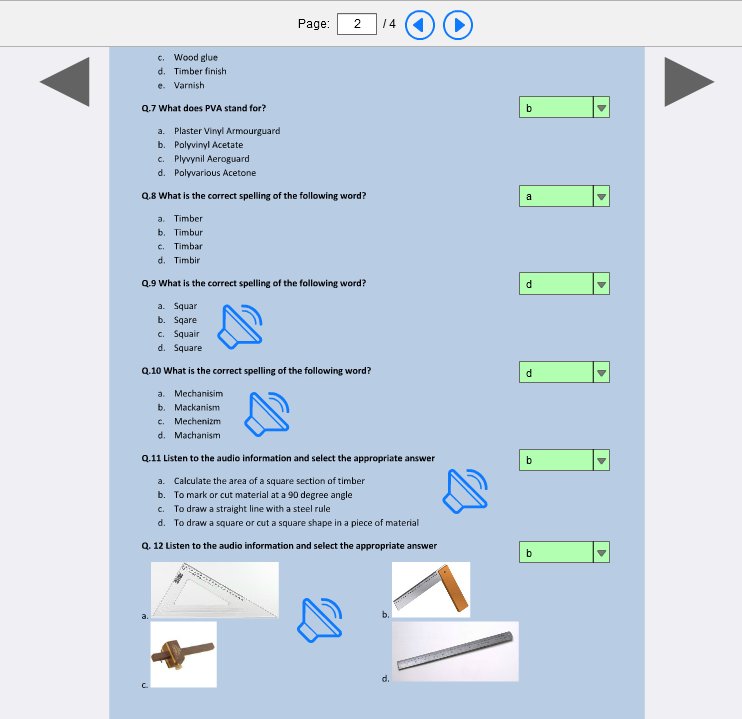 Page: 2 / 4
c. Wood glue
d. Timber finish
e. Varnish
Q.7 What does PVA stand for?
b
a. Plaster Vinyl Armourguard
b. Polyvinyl Acetate
c. Plyvynil Aeroguard
d. Polyvarious Acetone
Q.8 What is the correct spelling of the following word?
a
a. Timber
b. Timbur
c. Timbar
d. Timbir
Q.9 What is the correct spelling of the following word?
d
a. Squar
b. Sqare
c. Squair
d. Square
Q.10 What is the correct spelling of the following word?
d
a. Mechanisim
b. Mackanism
c. Mechenizm
d. Machanism
Q.11 Listen to the audio information and select the appropriate answer
b
a. Calculate the area of a square section of timber
b. To mark or cut material at a 90 degree angle
c. To draw a straight line with a steel rule
d. To draw a square or cut a square shape in a piece of material
Q. 12 Listen to the audio information and select the appropriate answer
b
a.
b.
c.
d.